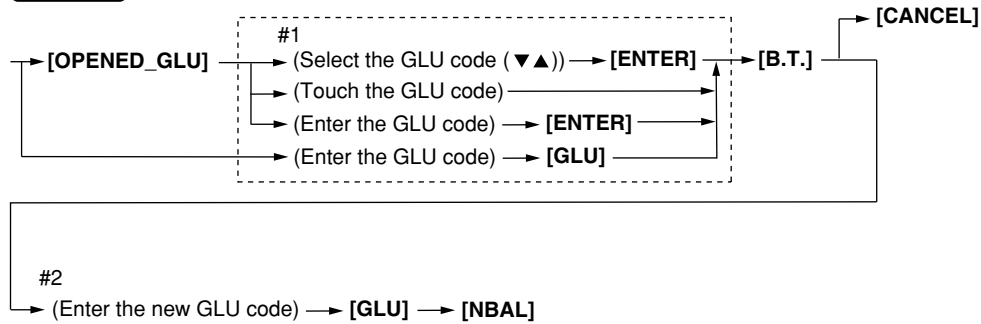 [CANCEL]
#1
[OPENED_GLU] (Select the GLU code (▼▲)) [ENTER] [B.T.]
(Touch the GLU code)
(Enter the GLU code) [ENTER]
(Enter the GLU code) [GLU]
#2
(Enter the new GLU code) [GLU] [NBAL]